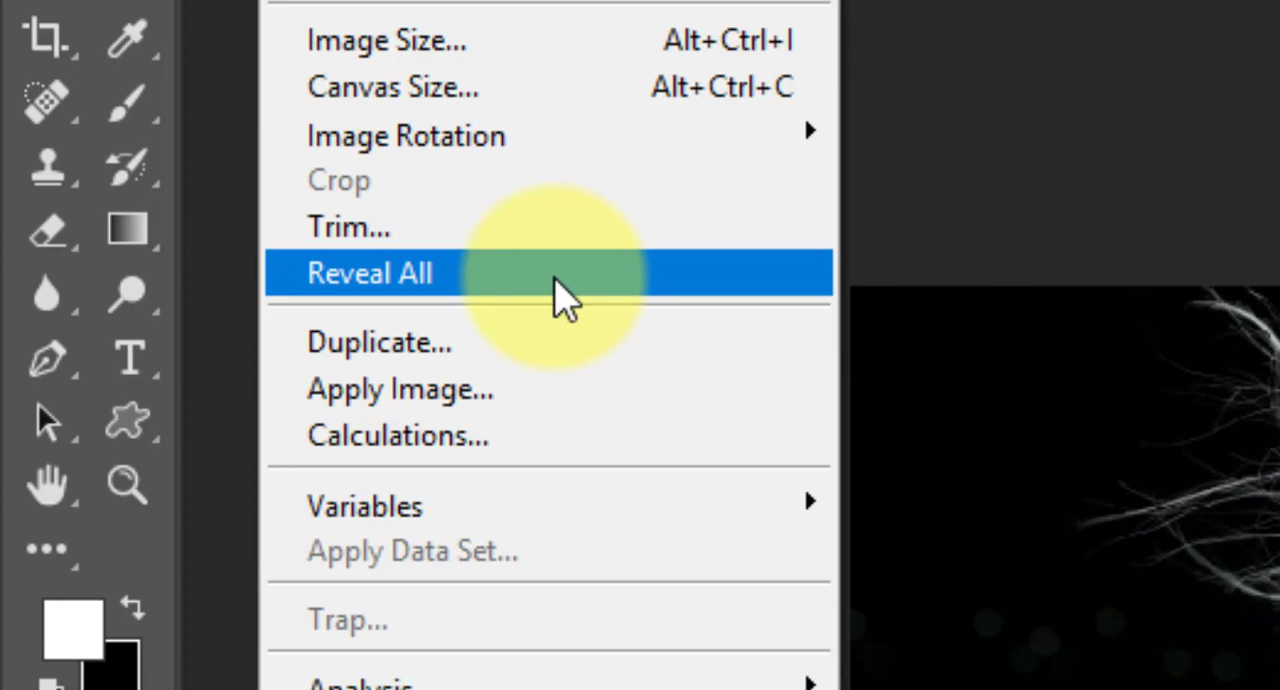 Image Size... Alt+Ctrl+I
Canvas Size... Alt+Ctrl+C
Image Rotation
Crop
Trim...
Reveal All
Duplicate...
Apply Image...
Calculations...
Variables
Apply Data Set...
Trap...
Analysis